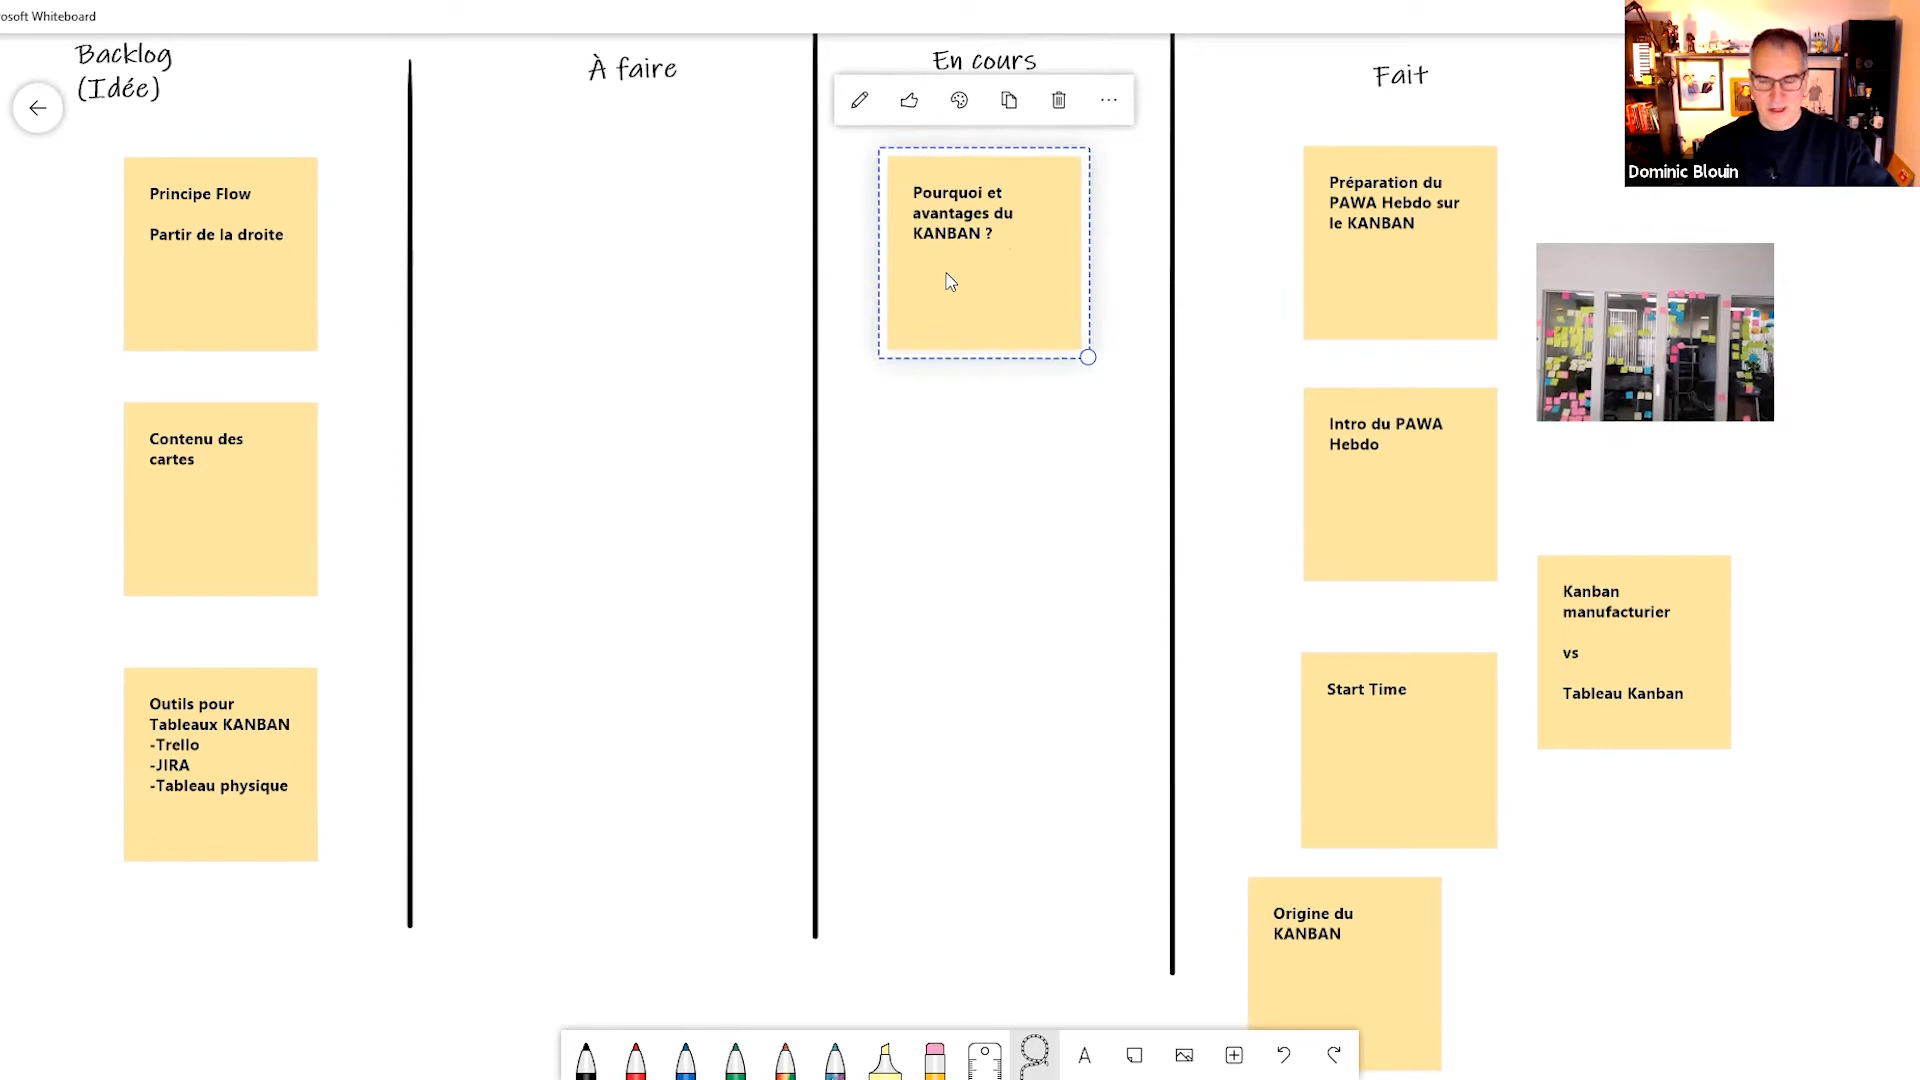 osoft Whiteboard
Backlog
(Idée)
À faire
En cours
Fait
Dominic Blouin
Principe Flow
Partir de la droite
Contenu des
cartes
Outils pour
Tableaux KANBAN
-Trello
-JIRA
-Tableau physique
Pourquoi et
avantages du
KANBAN ?
Préparation du
PAWA Hebdo sur
le KANBAN
Intro du PAWA
Hebdo
Start Time
Kanban
manufacturier
vs
Tableau Kanban
Origine du
KANBAN